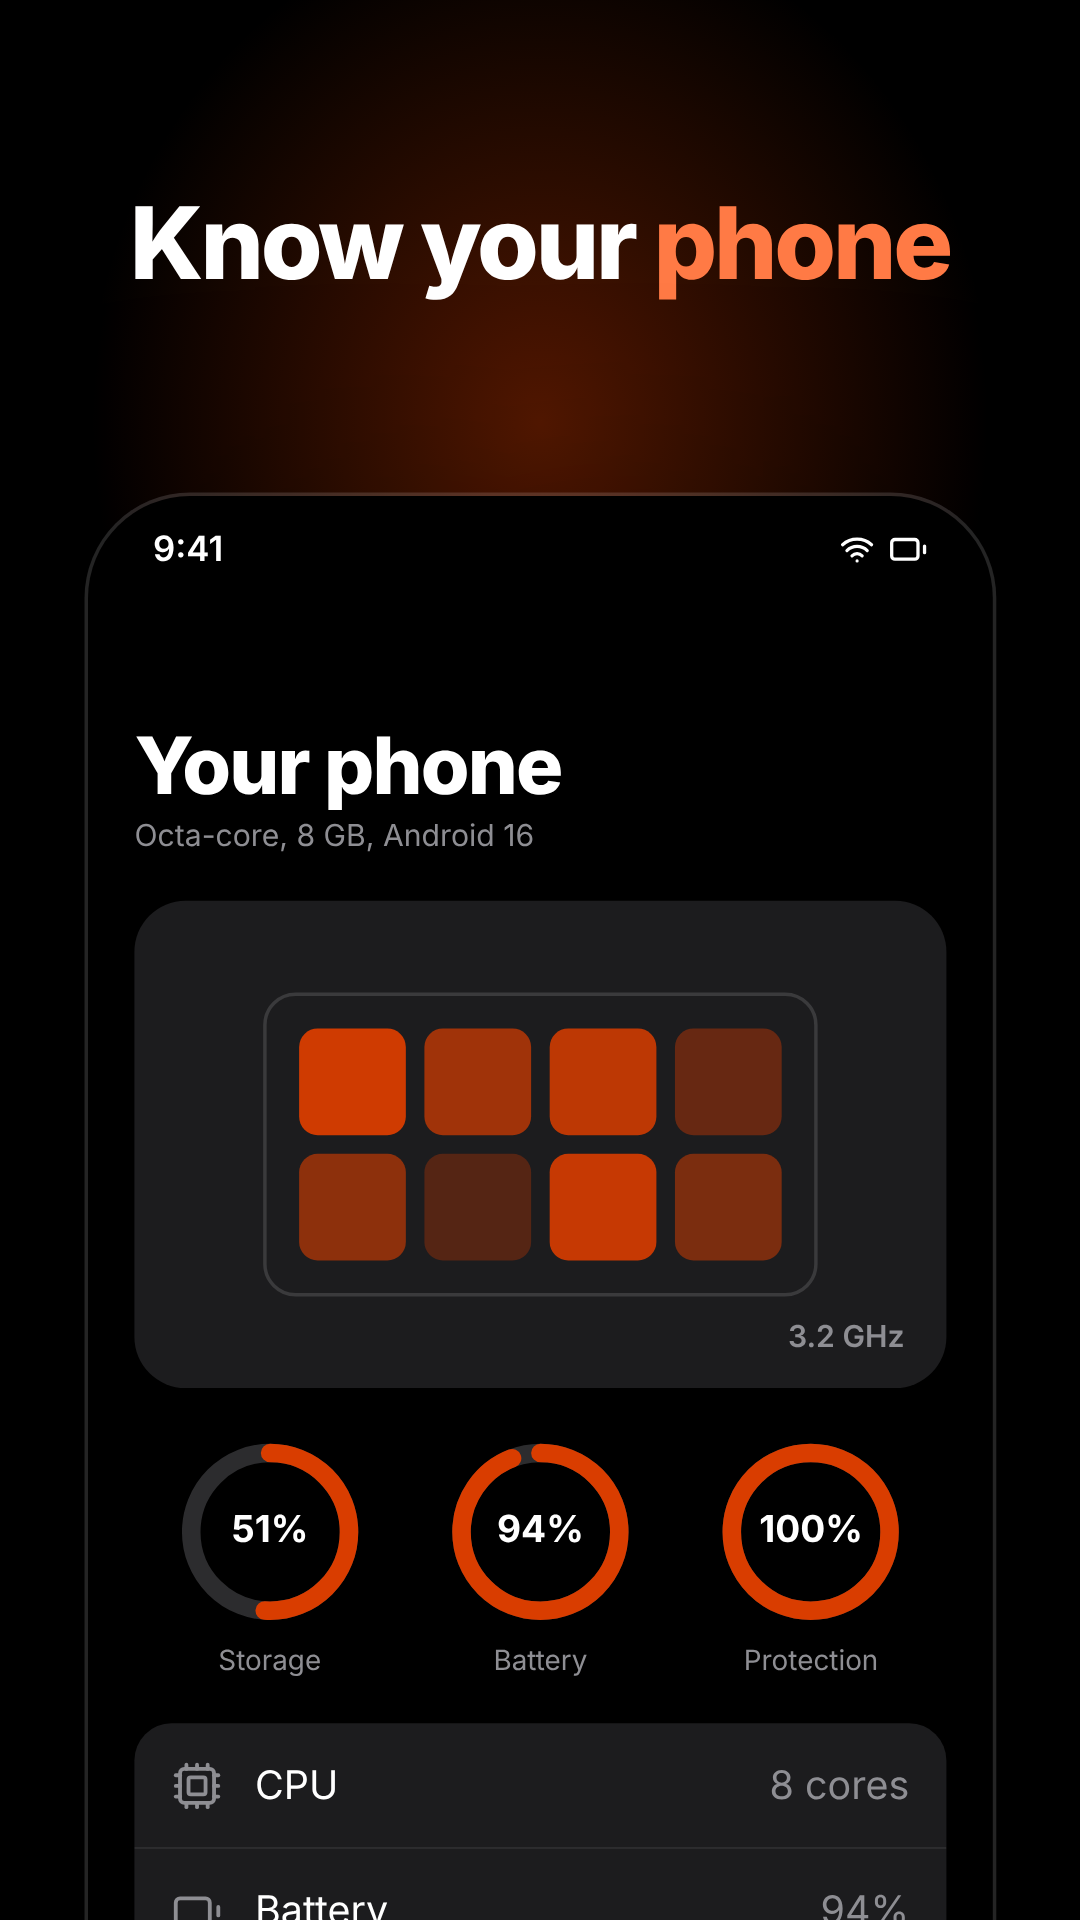 Know your phone
9:41
Your phone
Octa-core, 8 GB, Android 16
3.2 GHz
51% 94% 100%
Storage Battery Protection
CPU 8 cores
Battery 94%